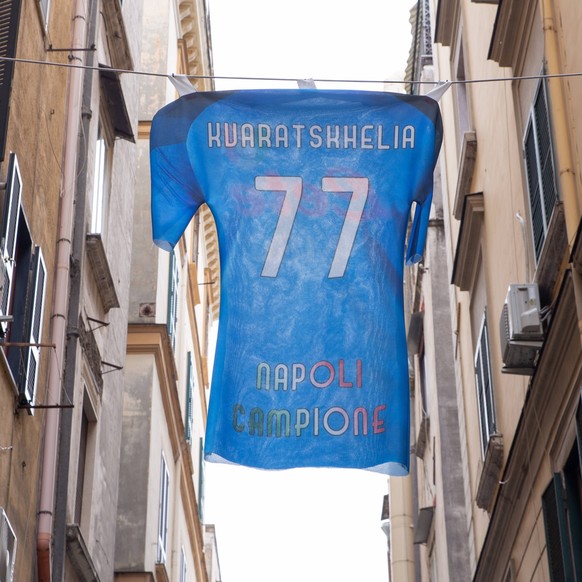 KVARATSKHELIA
77
NAPOLI
CAMPIONE